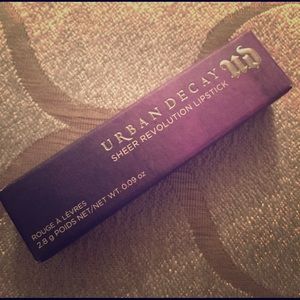 URBAN DECAY UD
SHEER REVOLUTION LIPSTICK
ROUGE À LÈVRES
2.8 g POIDS NET/NET WT. 0.09 oz